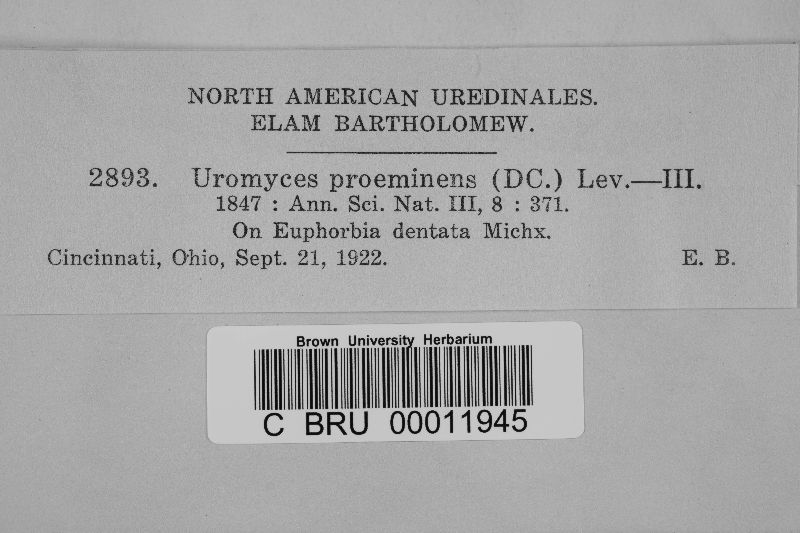 NORTH AMERICAN UREDINALES.
ELAM BARTHOLOMEW.
2893. Uromyces proeminens (DC.) Lev.—III.
1847 : Ann. Sci. Nat. III, 8 : 371.
On Euphorbia dentata Michx.
Cincinnati, Ohio, Sept. 21, 1922. E. B.
Brown University Herbarium
C BRU 00011945